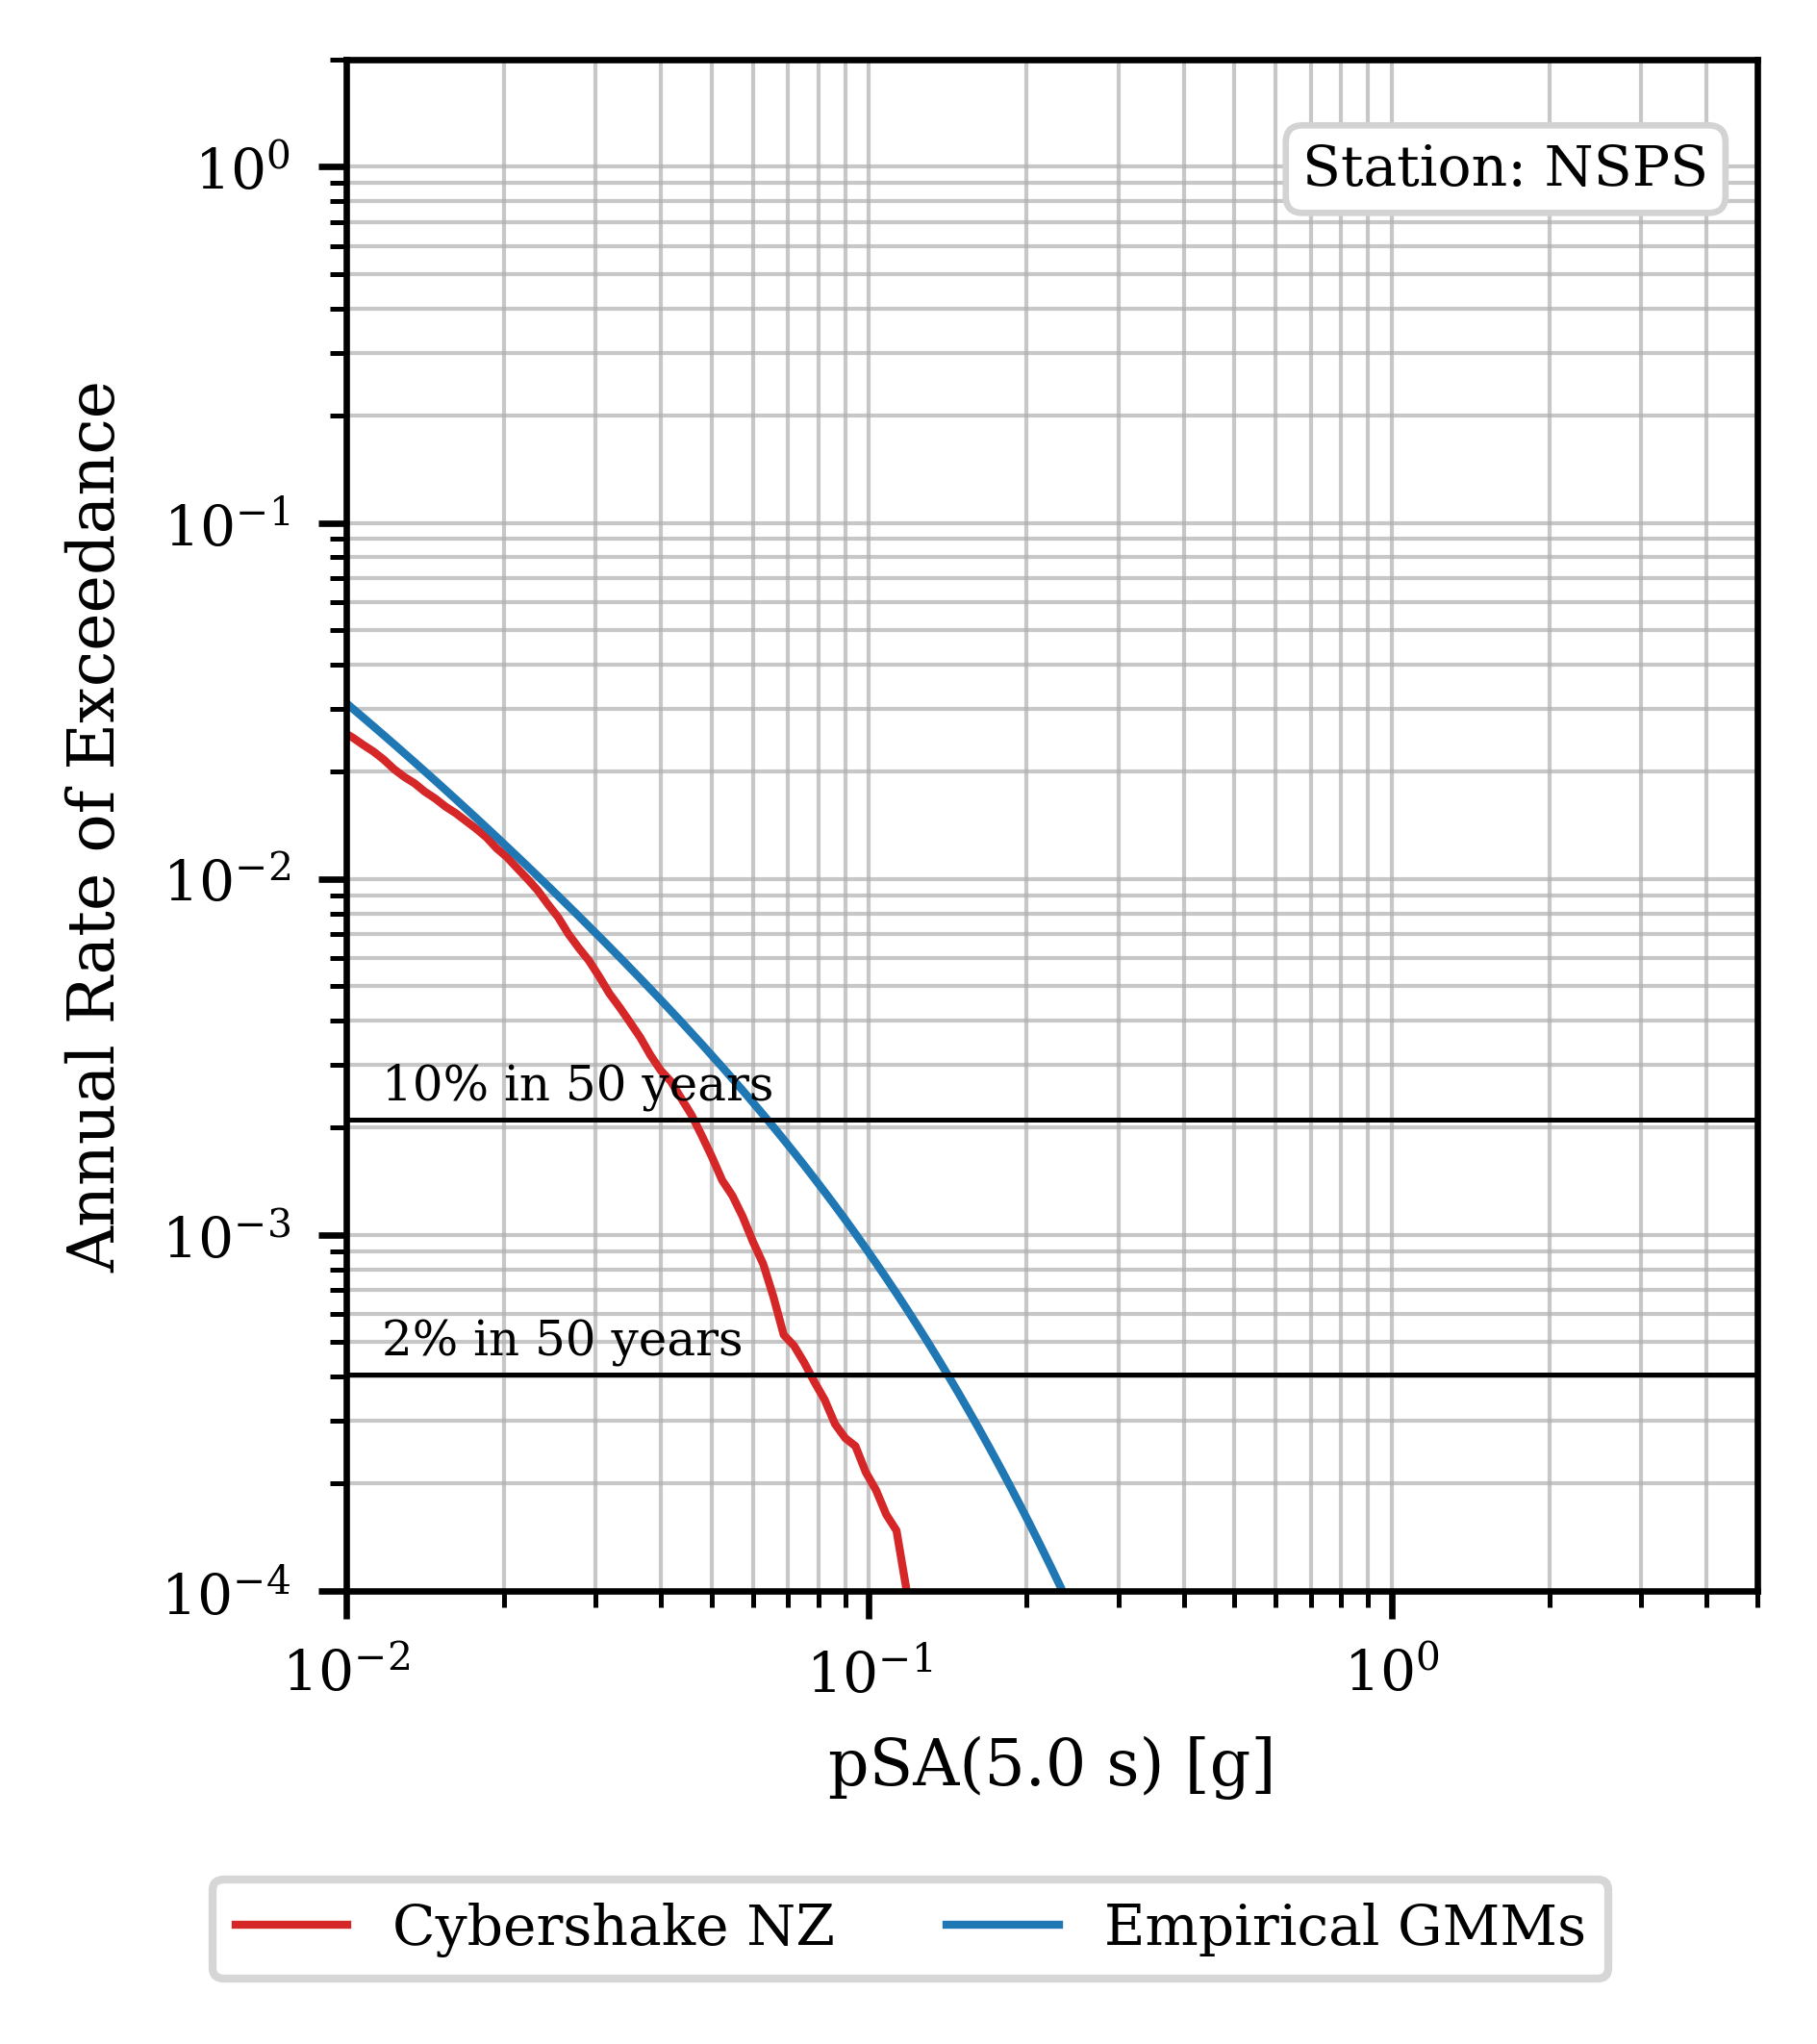 Station: NSPS
Annual Rate of Exceedance
10⁰
10⁻¹
10⁻²
10⁻³
10⁻⁴
10% in 50 years
2% in 50 years
10⁻² 10⁻¹ 10⁰
pSA(5.0 s) [g]
Cybershake NZ Empirical GMMs